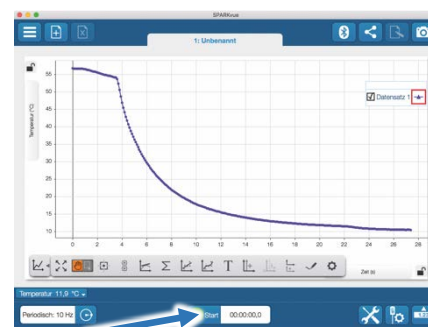 SPARKvue
1: Unbenannt
Temperatur (°C)
55
50
45
40
35
30
25
20
15
10
Datensatz 1
0 2 4 6 8 10 12 14 16 18 20 22 24 26 28
Zeit (s)
Temperatur 11,9 °C
Periodisch: 10 Hz
Start
00:00:00,0